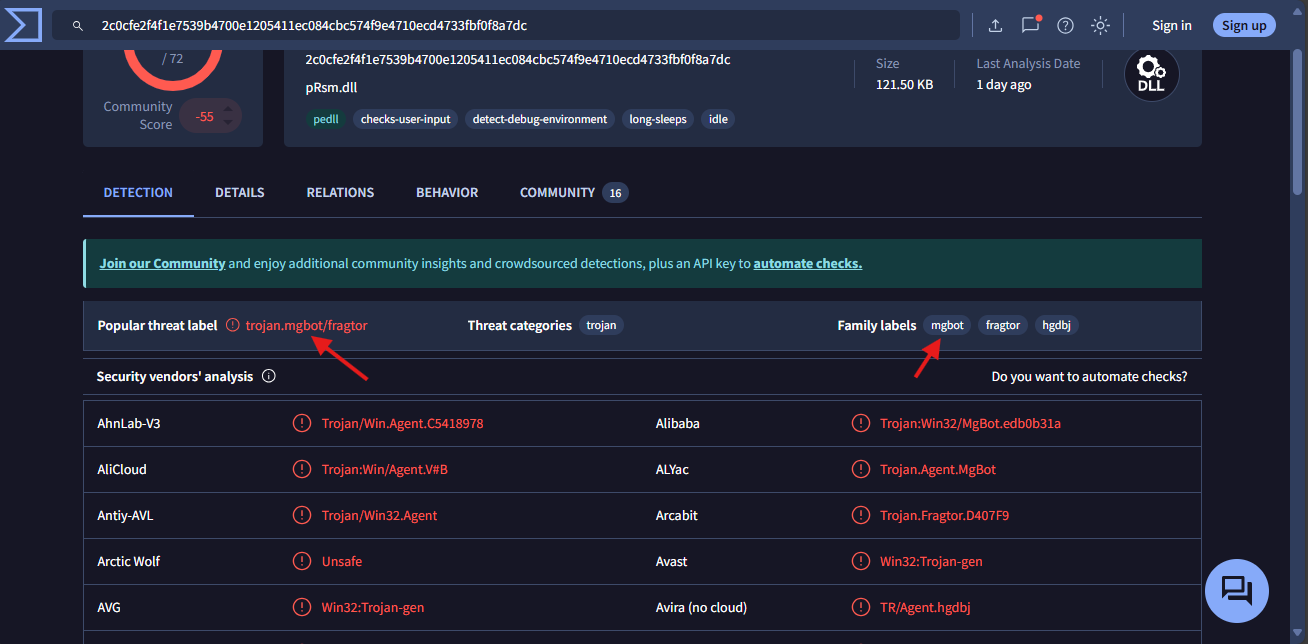 2c0cfe2f4f1e7539b4700e1205411ec084cbc574f9e4710ecd4733fbf0f8a7dc
Sign in
Sign up
/ 72
Community Score
-55
2c0cfe2f4f1e7539b4700e1205411ec084cbc574f9e4710ecd4733fbf0f8a7dc
pRsm.dll
pedll checks-user-input detect-debug-environment long-sleeps idle
Size
121.50 KB
Last Analysis Date
1 day ago
DLL
DETECTION DETAILS RELATIONS BEHAVIOR COMMUNITY 16
Join our Community and enjoy additional community insights and crowdsourced detections, plus an API key to automate checks.
Popular threat label trojan.mgbot/fragtor Threat categories trojan Family labels mgbot fragtor hgdbj
Security vendors' analysis Do you want to automate checks?
AhnLab-V3 Trojan/Win.Agent.C5418978 Alibaba Trojan:Win32/MgBot.edb0b31a
AliCloud Trojan:Win/Agent.V#B ALYac Trojan.Agent.MgBot
Antiy-AVL Trojan/Win32.Agent Arcabit Trojan.Fragtor.D407F9
Arctic Wolf Unsafe Avast Win32:Trojan-gen
AVG Win32:Trojan-gen Avira (no cloud) TR/Agent.hgdbj